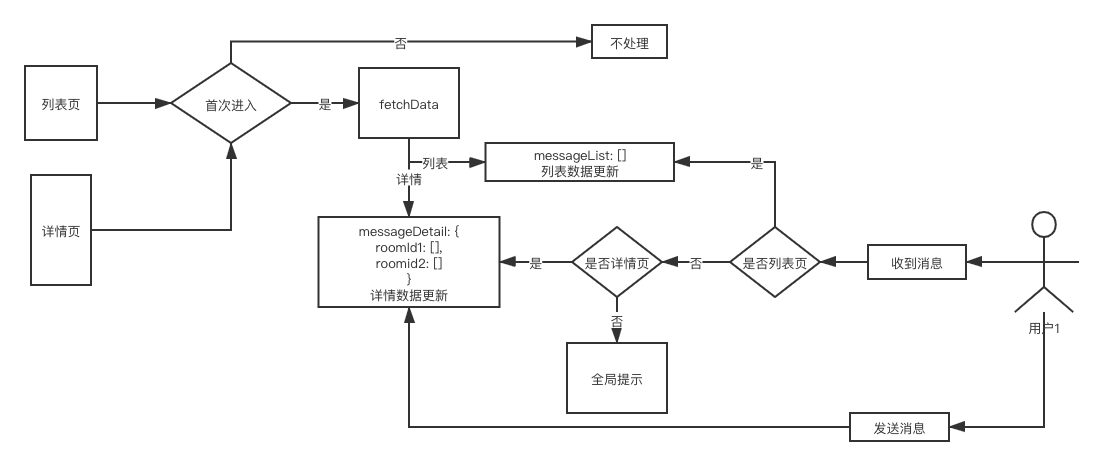 否
不处理
列表页
首次进入
是
fetchData
列表
messageList: []
列表数据更新
是
详情
详情页
messageDetail: {
roomId1: [],
roomid2: []
}
详情数据更新
是
是否详情页
否
是否列表页
收到消息
用户1
否
全局提示
发送消息